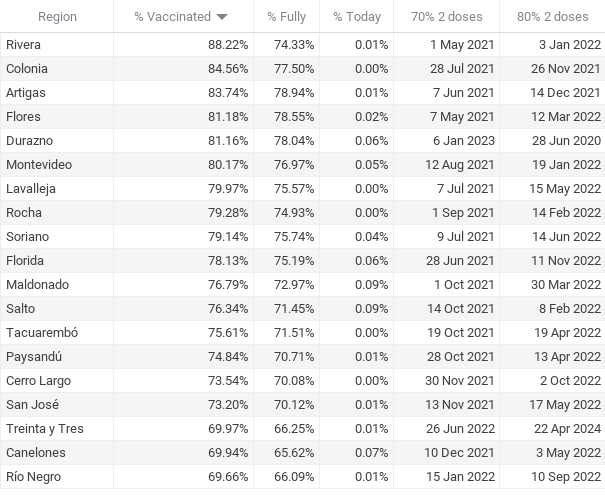 Region % Vaccinated % Fully % Today 70% 2 doses 80% 2 doses
Rivera 88.22% 74.33% 0.01% 1 May 2021 3 Jan 2022
Colonia 84.56% 77.50% 0.00% 28 Jul 2021 26 Nov 2021
Artigas 83.74% 78.94% 0.01% 7 Jun 2021 14 Dec 2021
Flores 81.18% 78.55% 0.02% 7 May 2021 12 Mar 2022
Durazno 81.16% 78.04% 0.06% 6 Jan 2023 28 Jun 2020
Montevideo 80.17% 76.97% 0.05% 12 Aug 2021 19 Jan 2022
Lavalleja 79.97% 75.57% 0.00% 7 Jul 2021 15 May 2022
Rocha 79.28% 74.93% 0.00% 1 Sep 2021 14 Feb 2022
Soriano 79.14% 75.74% 0.04% 9 Jul 2021 14 Jun 2022
Florida 78.13% 75.19% 0.06% 28 Jun 2021 11 Nov 2022
Maldonado 76.79% 72.97% 0.09% 1 Oct 2021 30 Mar 2022
Salto 76.34% 71.45% 0.09% 14 Oct 2021 8 Feb 2022
Tacuarembó 75.61% 71.51% 0.00% 19 Oct 2021 19 Apr 2022
Paysandú 74.84% 70.71% 0.01% 28 Oct 2021 13 Apr 2022
Cerro Largo 73.54% 70.08% 0.00% 30 Nov 2021 2 Oct 2022
San José 73.20% 70.12% 0.01% 13 Nov 2021 17 May 2022
Treinta y Tres 69.97% 66.25% 0.01% 26 Jun 2022 22 Apr 2024
Canelones 69.94% 65.62% 0.07% 10 Dec 2021 3 May 2022
Río Negro 69.66% 66.09% 0.01% 15 Jan 2022 10 Sep 2022